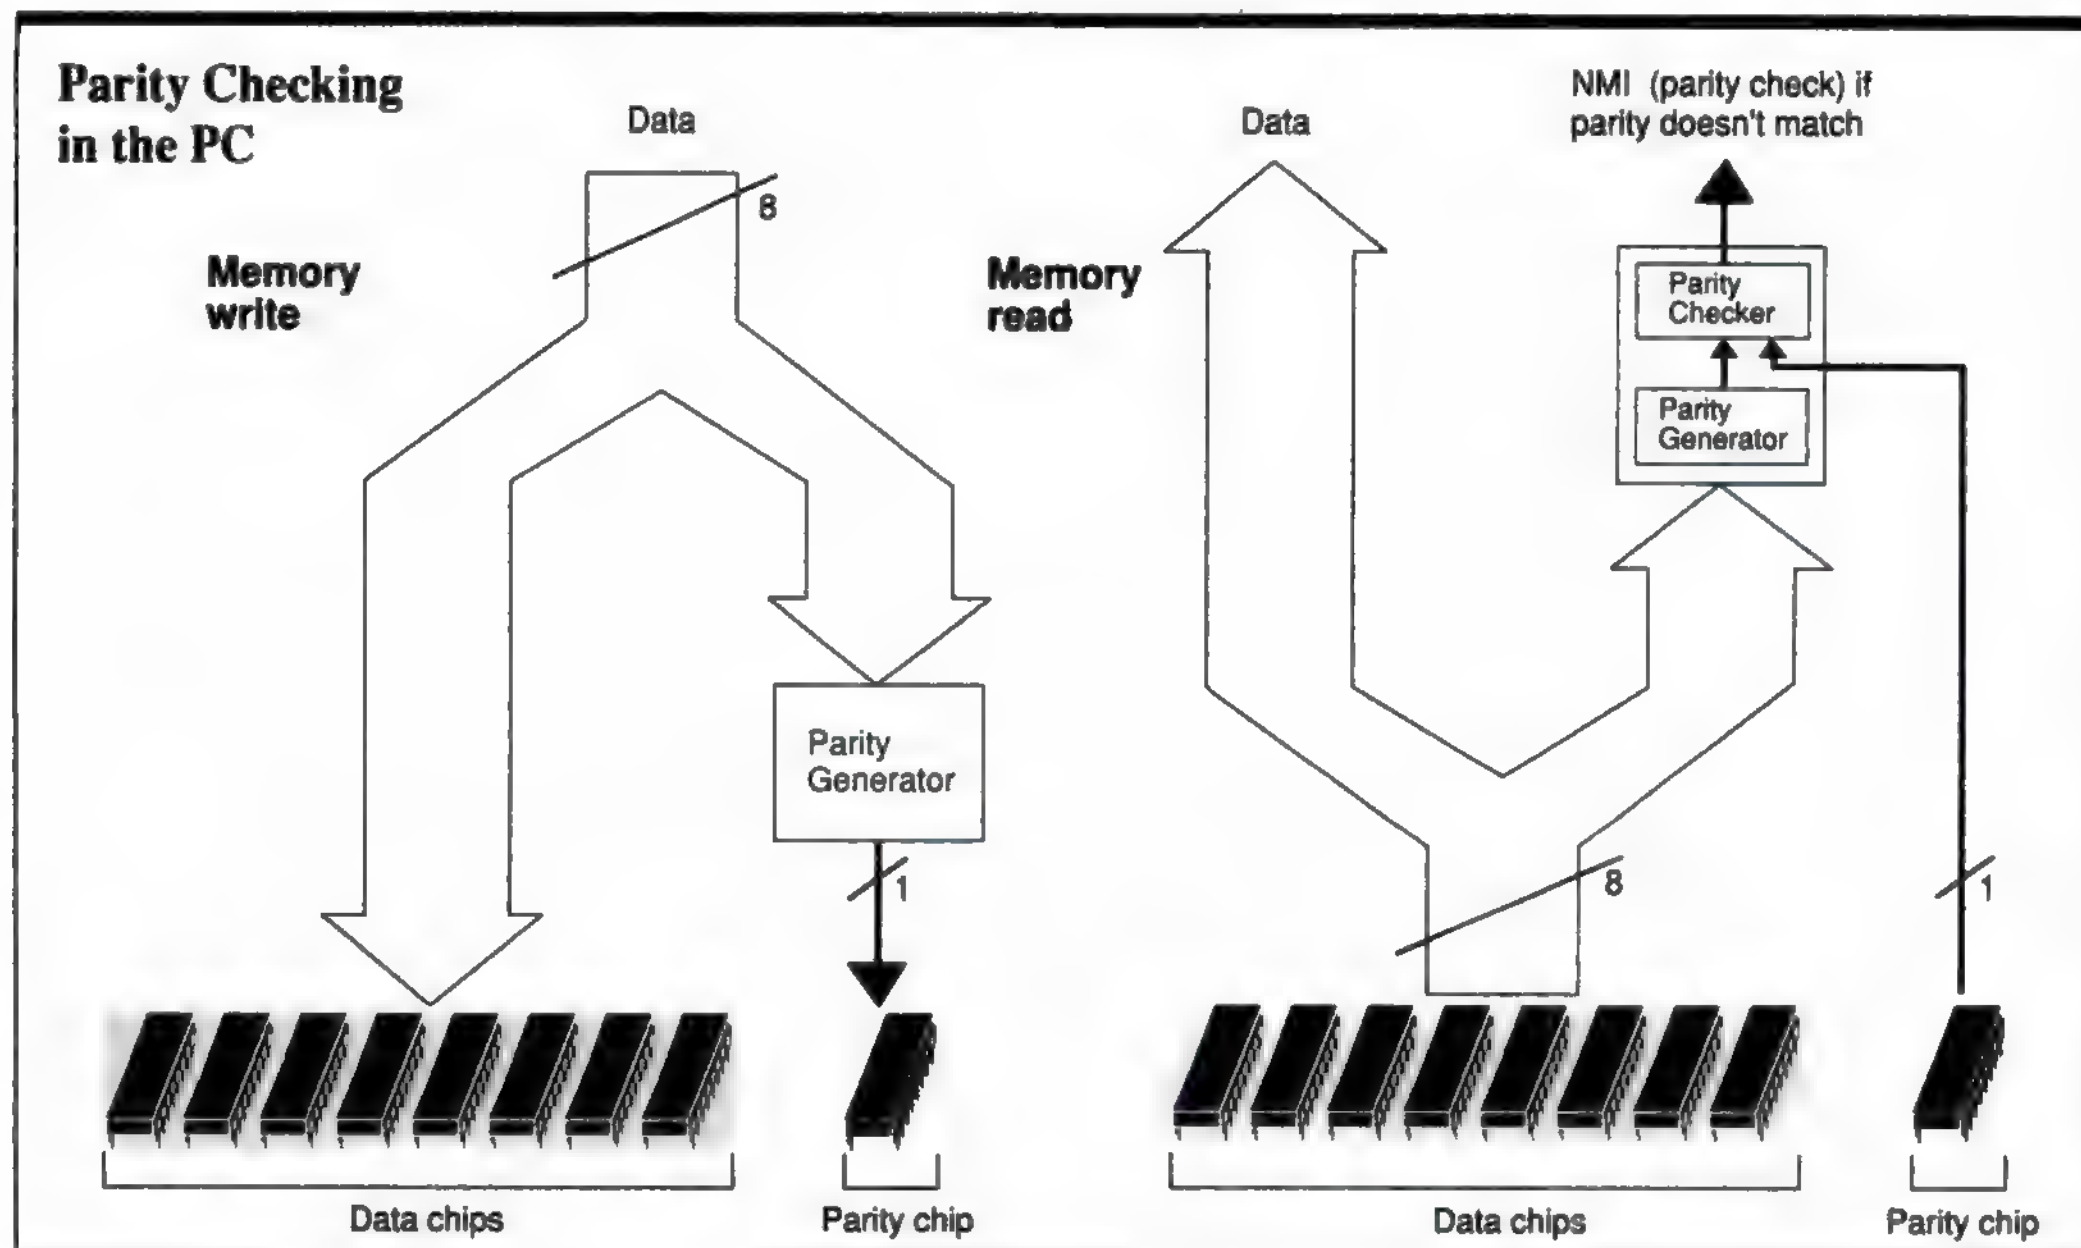 Parity Checking
in the PC
Data
8
Memory
write
Parity
Generator
1
Data chips
Parity chip
Data
NMI (parity check) if
parity doesn't match
Memory
read
Parity
Checker
Parity
Generator
8
1
Data chips
Parity chip